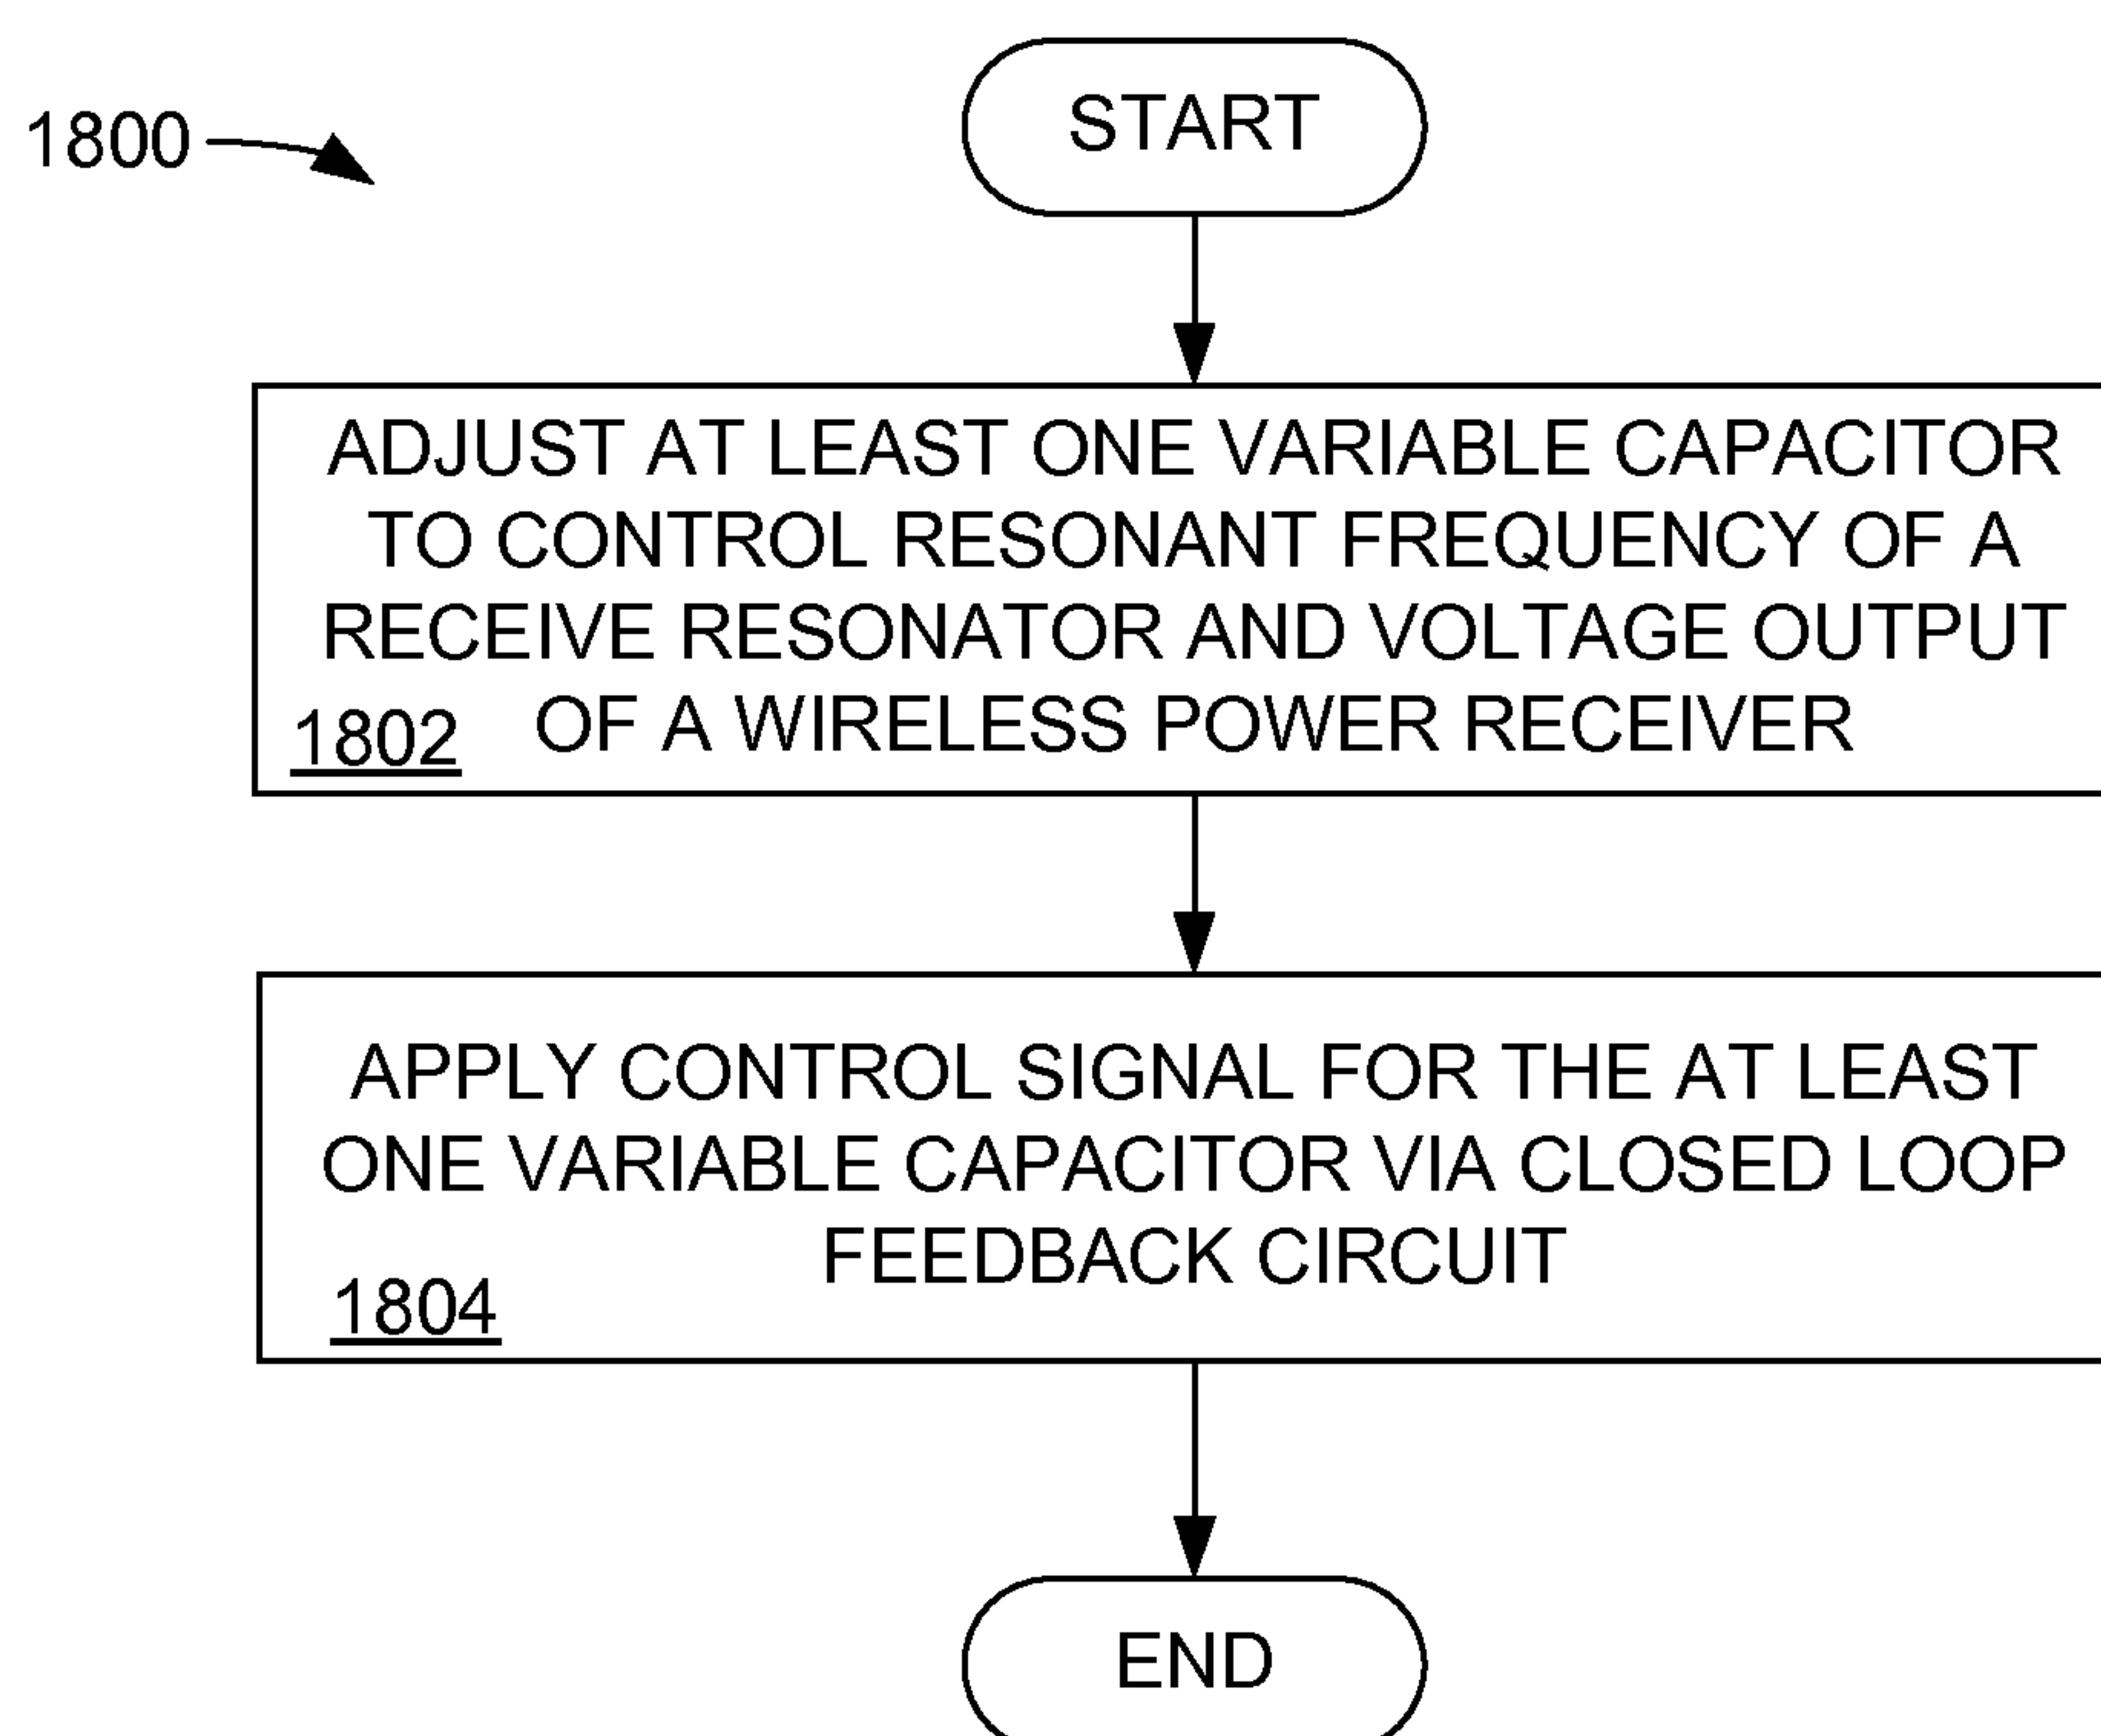 1800
START
ADJUST AT LEAST ONE VARIABLE CAPACITOR
TO CONTROL RESONANT FREQUENCY OF A
RECEIVE RESONATOR AND VOLTAGE OUTPUT
1802 OF A WIRELESS POWER RECEIVER
APPLY CONTROL SIGNAL FOR THE AT LEAST
ONE VARIABLE CAPACITOR VIA CLOSED LOOP
FEEDBACK CIRCUIT
1804
END